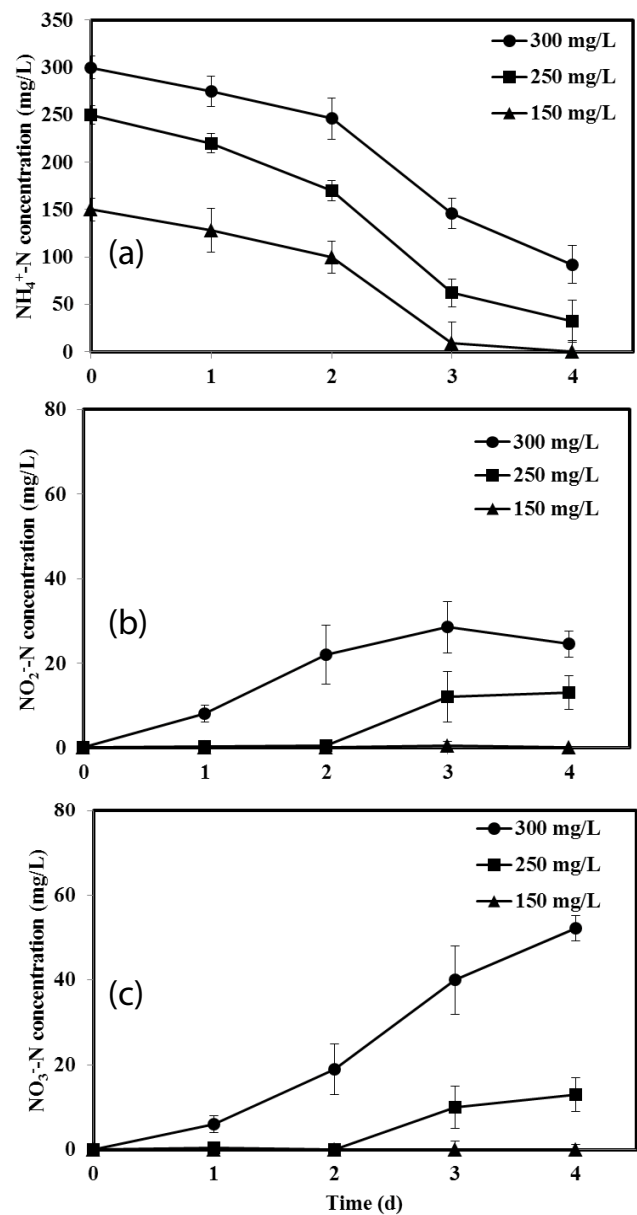 350
300
250
200
150
100
50
0
NH₄⁺-N concentration (mg/L)
300 mg/L
250 mg/L
150 mg/L
(a)
0 1 2 3 4
80
60
40
20
0
NO₂⁻-N concentration (mg/L)
300 mg/L
250 mg/L
150 mg/L
(b)
0 1 2 3 4
80
60
40
20
0
NO₃⁻-N concentration (mg/L)
300 mg/L
250 mg/L
150 mg/L
(c)
0 1 2 3 4
Time (d)